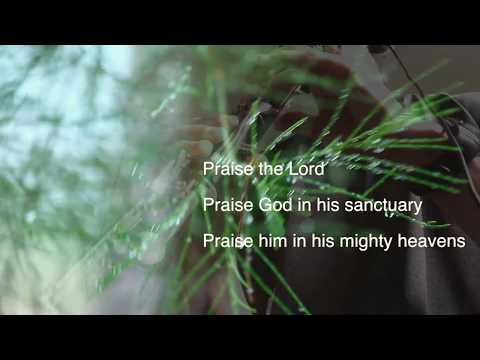 Praise the Lord
Praise God in his sanctuary
Praise him in his mighty heavens